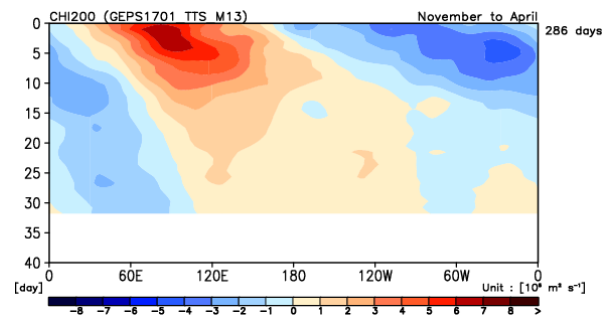 CHI200 (GEPS1701 TTS M13) November to April
286 days
0
5
10
15
20
25
30
35
40
0 60E 120E 180 120W 60W 0
[day] Unit : [10⁶ m² s⁻¹]
-8 -7 -6 -5 -4 -3 -2 -1 0 1 2 3 4 5 6 7 8 >